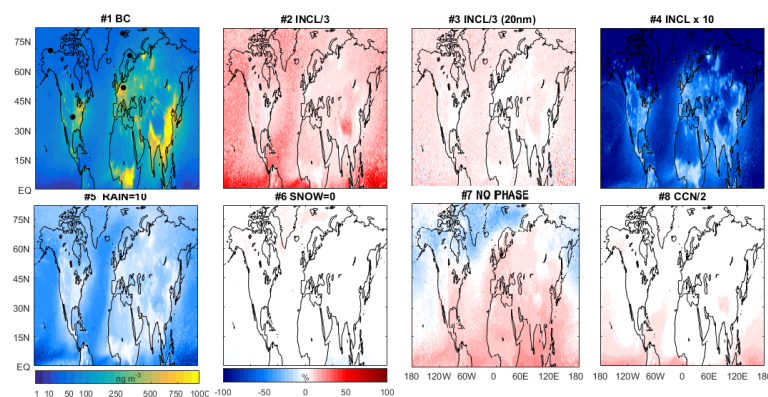 #1 BC
#2 INCL/3
#3 INCL/3 (20nm)
#4 INCL x 10
75N
60N
45N
30N
15N
EQ
#5 RAIN=10
#6 SNOW=0
#7 NO PHASE
#8 CCN/2
75N
60N
45N
30N
15N
EQ
180 120W 60W 0 60E 120E 180
180 120W 60W 0 60E 120E 180
ng m⁻³
%
1 10 50 100 250 500 750 1000
-100 -50 0 50 100